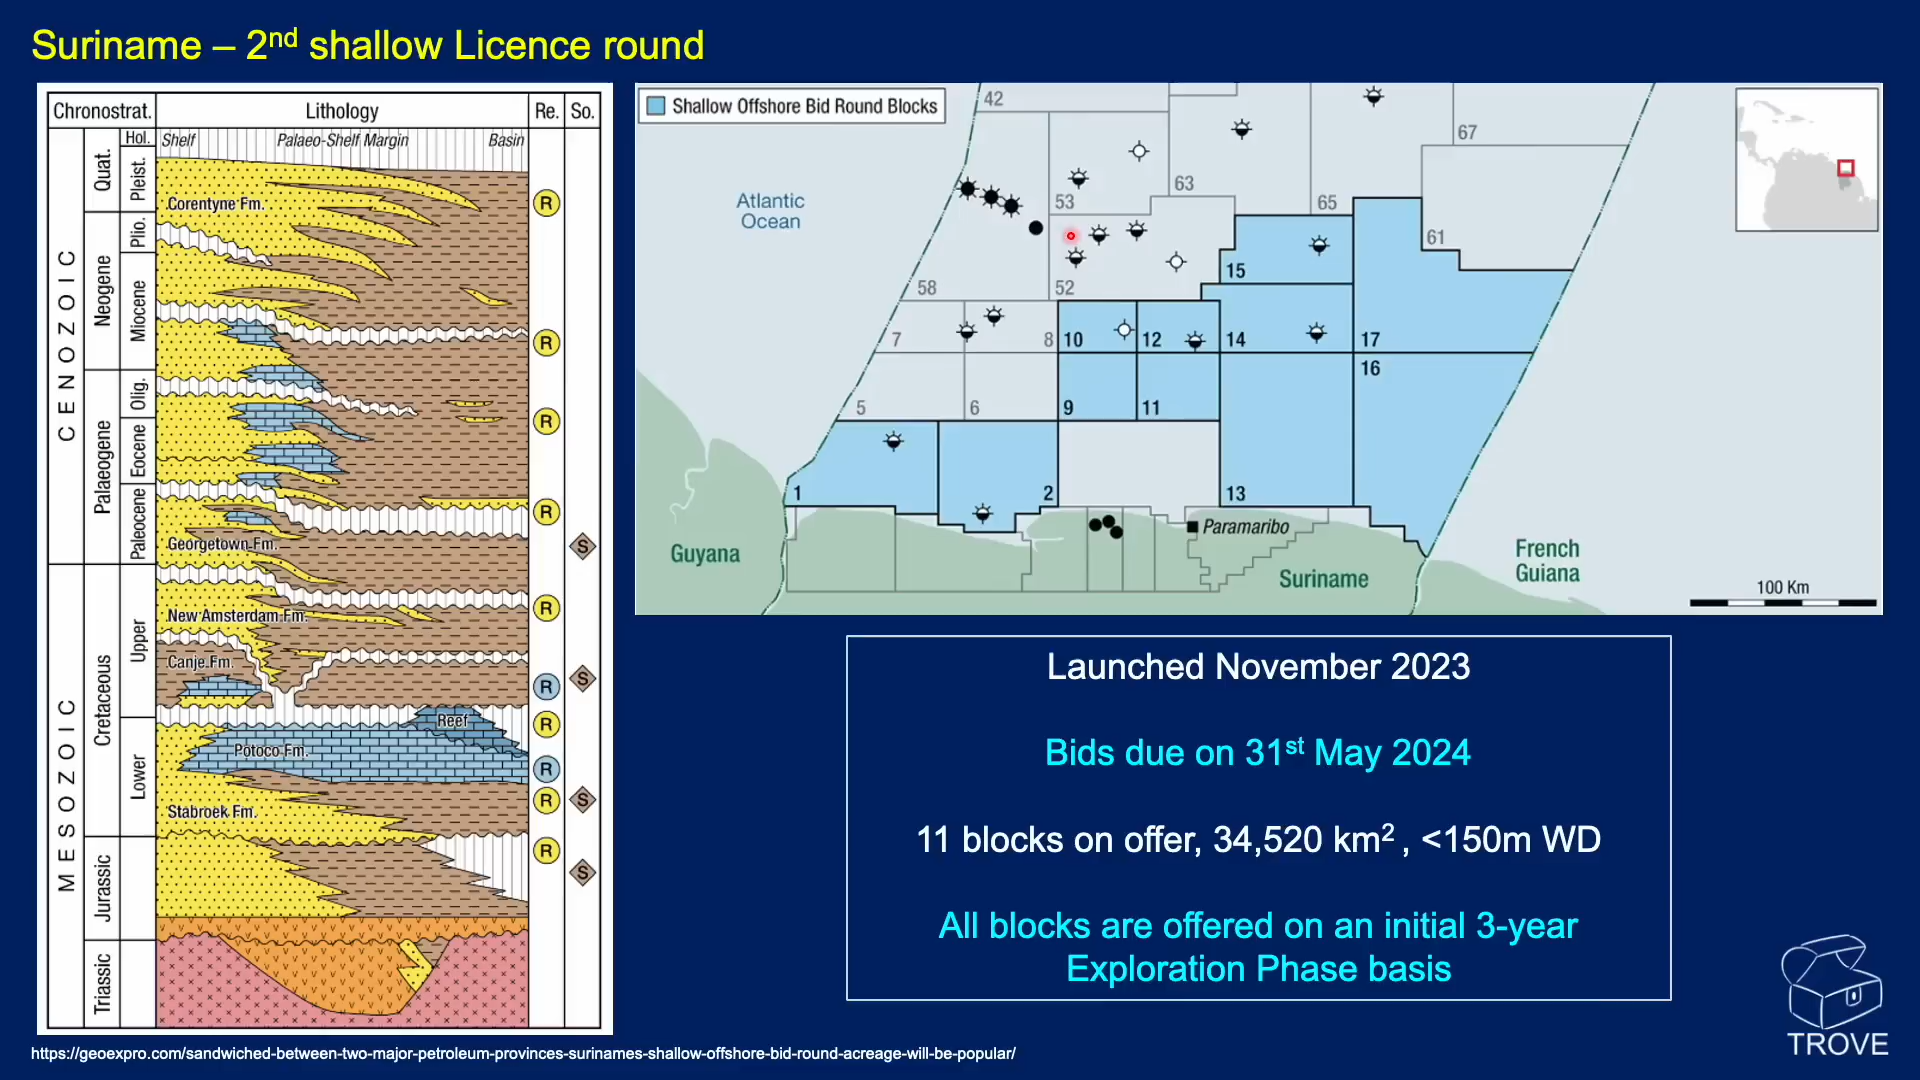 Suriname – 2nd shallow Licence round
Chronostrat.
Lithology
Re.
So.
Hol.
Shelf
Palaeo-Shelf Margin
Basin
CENOZOIC
Quat.
Pleist.
Corentyne Fm.
R
Neogene
Plio.
Miocene
R
Palaeogene
Olig.
R
Eocene
Paleocene
R
Georgetown Fm.
S
MESOZOIC
Cretaceous
Upper
New Amsterdam Fm.
R
Canje Fm.
S
R
Reef
R
Lower
Potoco Fm.
R
Stabroek Fm.
R
S
Jurassic
R
S
Triassic
Shallow Offshore Bid Round Blocks
42
67
Atlantic
Ocean
53
63
65
61
58
52
15
7
8
10
12
14
17
16
5
6
9
11
1
2
13
Guyana
Paramaribo
Suriname
French
Guiana
100 Km
Launched November 2023
Bids due on 31st May 2024
11 blocks on offer, 34,520 km2 , <150m WD
All blocks are offered on an initial 3-year
Exploration Phase basis
TROVE
https://geoexpro.com/sandwiched-between-two-major-petroleum-provinces-surinames-shallow-offshore-bid-round-acreage-will-be-popular/